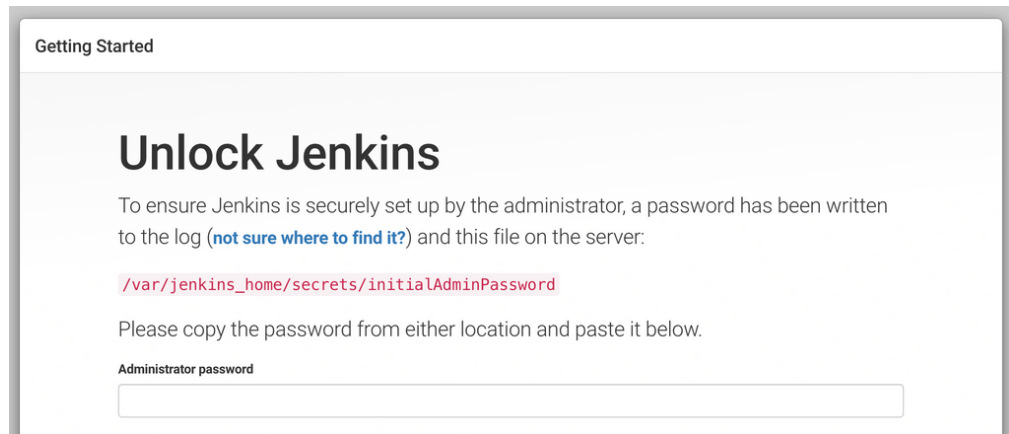 Getting Started
Unlock Jenkins
To ensure Jenkins is securely set up by the administrator, a password has been written
to the log (not sure where to find it?) and this file on the server:
/var/jenkins_home/secrets/initialAdminPassword
Please copy the password from either location and paste it below.
Administrator password